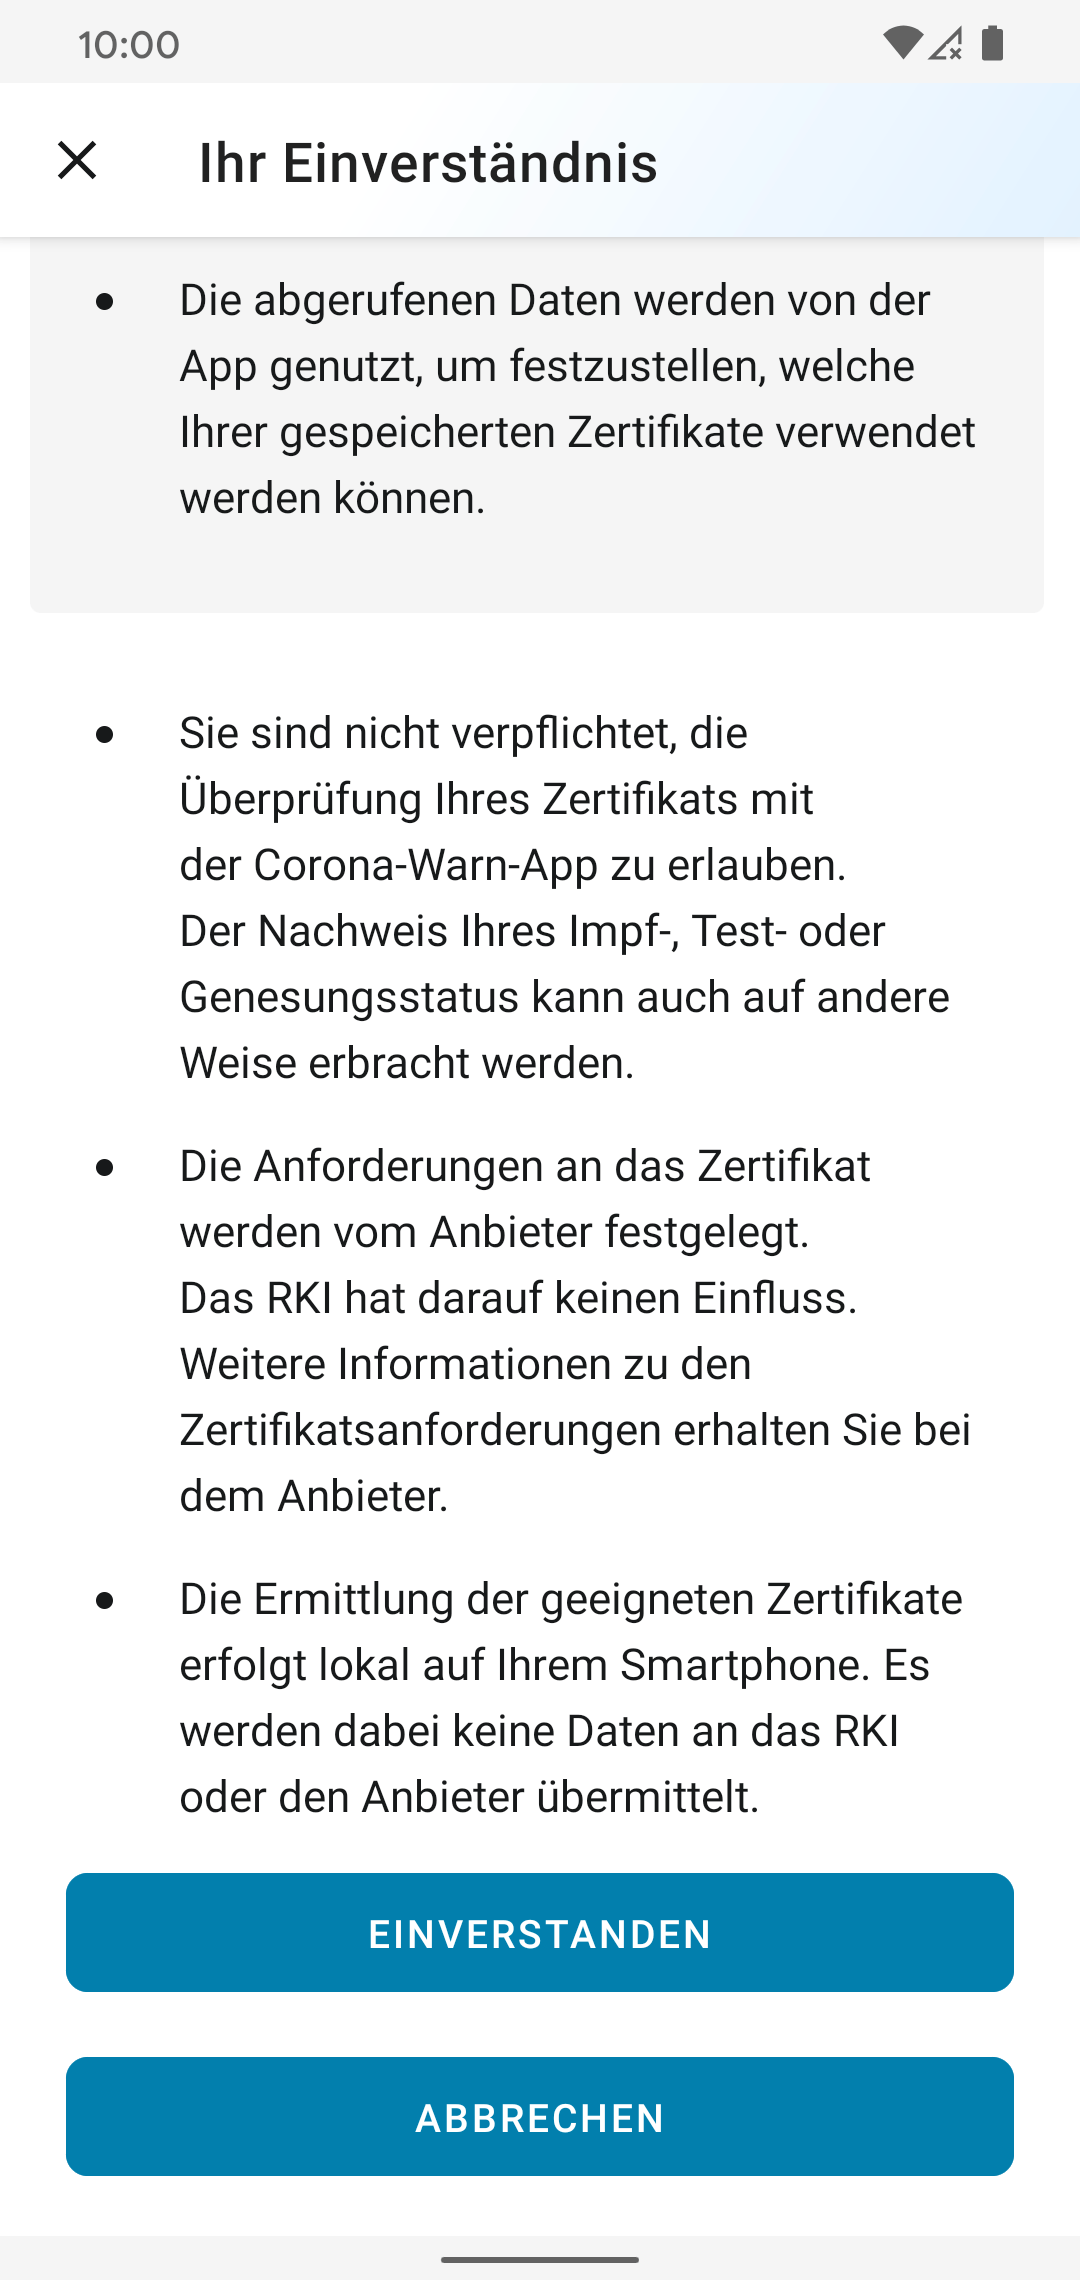 10:00
Ihr Einverständnis
• Die abgerufenen Daten werden von der
App genutzt, um festzustellen, welche
Ihrer gespeicherten Zertifikate verwendet
werden können.
• Sie sind nicht verpflichtet, die
Überprüfung Ihres Zertifikats mit
der Corona-Warn-App zu erlauben.
Der Nachweis Ihres Impf-, Test- oder
Genesungsstatus kann auch auf andere
Weise erbracht werden.
• Die Anforderungen an das Zertifikat
werden vom Anbieter festgelegt.
Das RKI hat darauf keinen Einfluss.
Weitere Informationen zu den
Zertifikatsanforderungen erhalten Sie bei
dem Anbieter.
• Die Ermittlung der geeigneten Zertifikate
erfolgt lokal auf Ihrem Smartphone. Es
werden dabei keine Daten an das RKI
oder den Anbieter übermittelt.
EINVERSTANDEN
ABBRECHEN